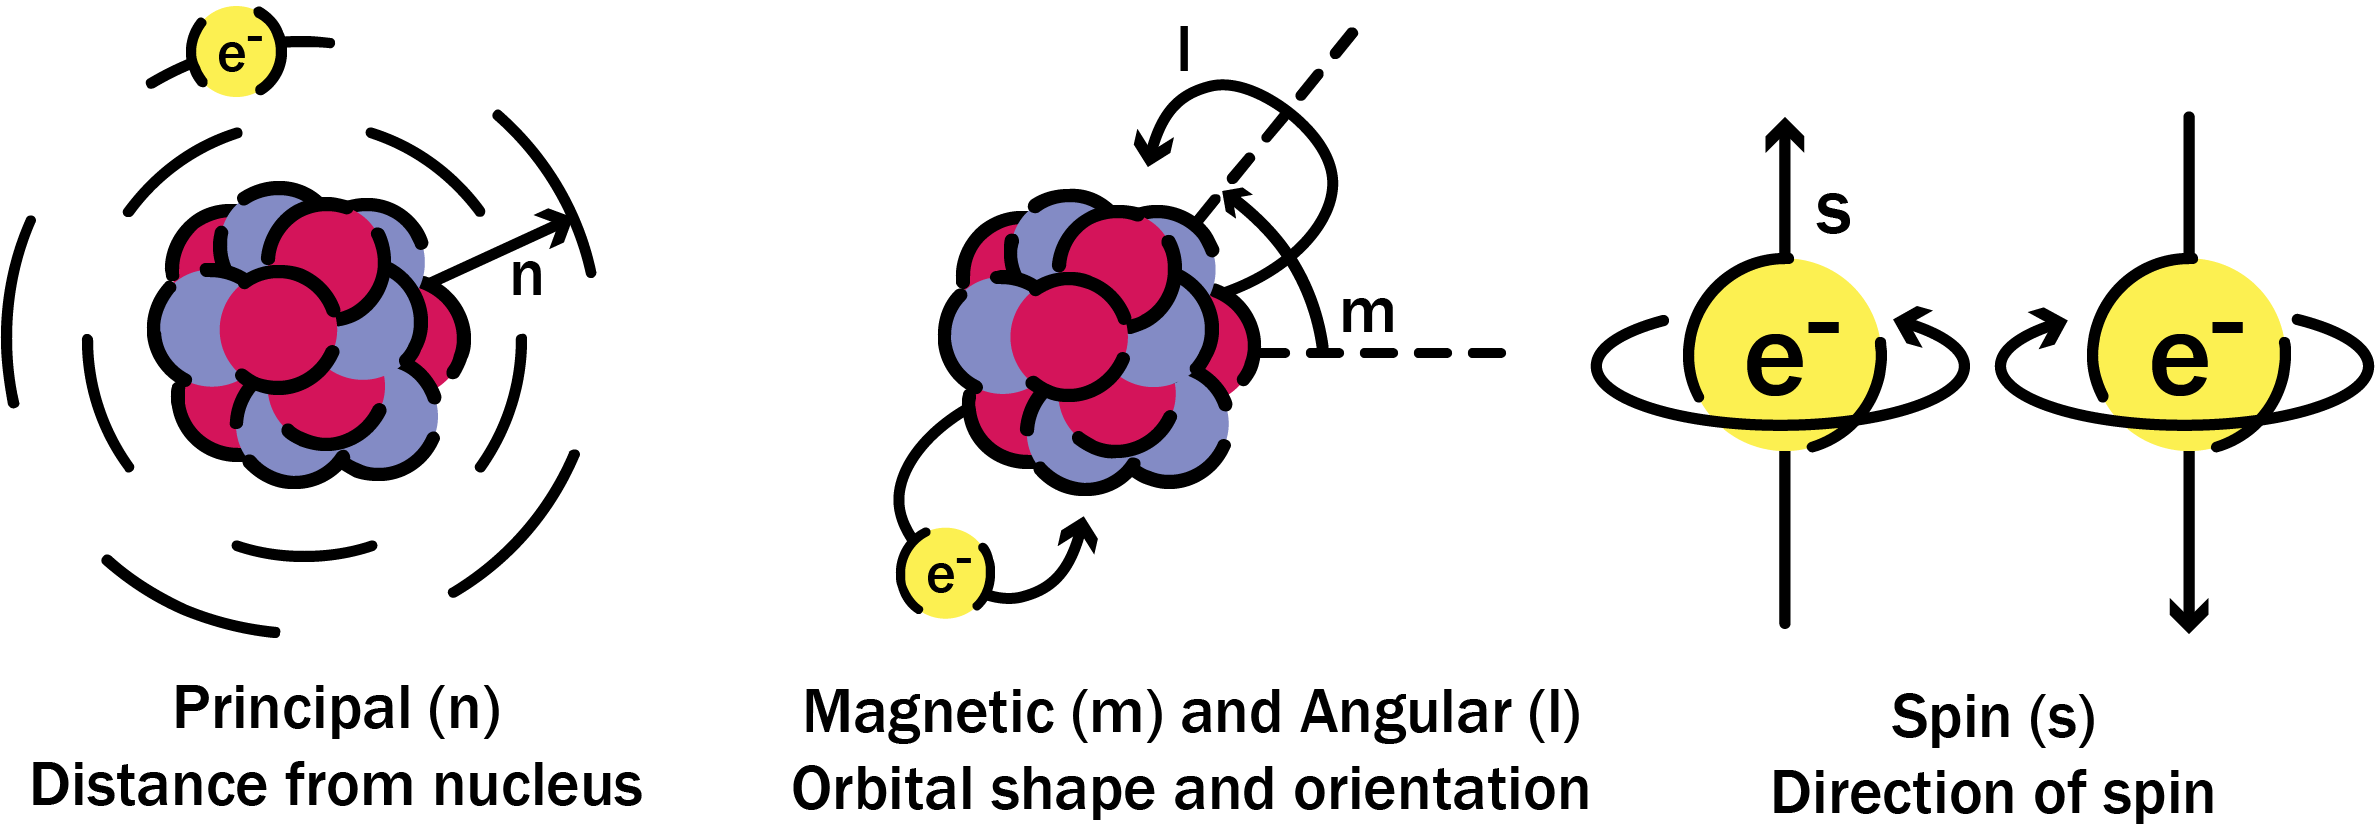 e-
n
Principal (n)
Distance from nucleus
l
m
e-
Magnetic (m) and Angular (l)
Orbital shape and orientation
s
e-
e-
Spin (s)
Direction of spin